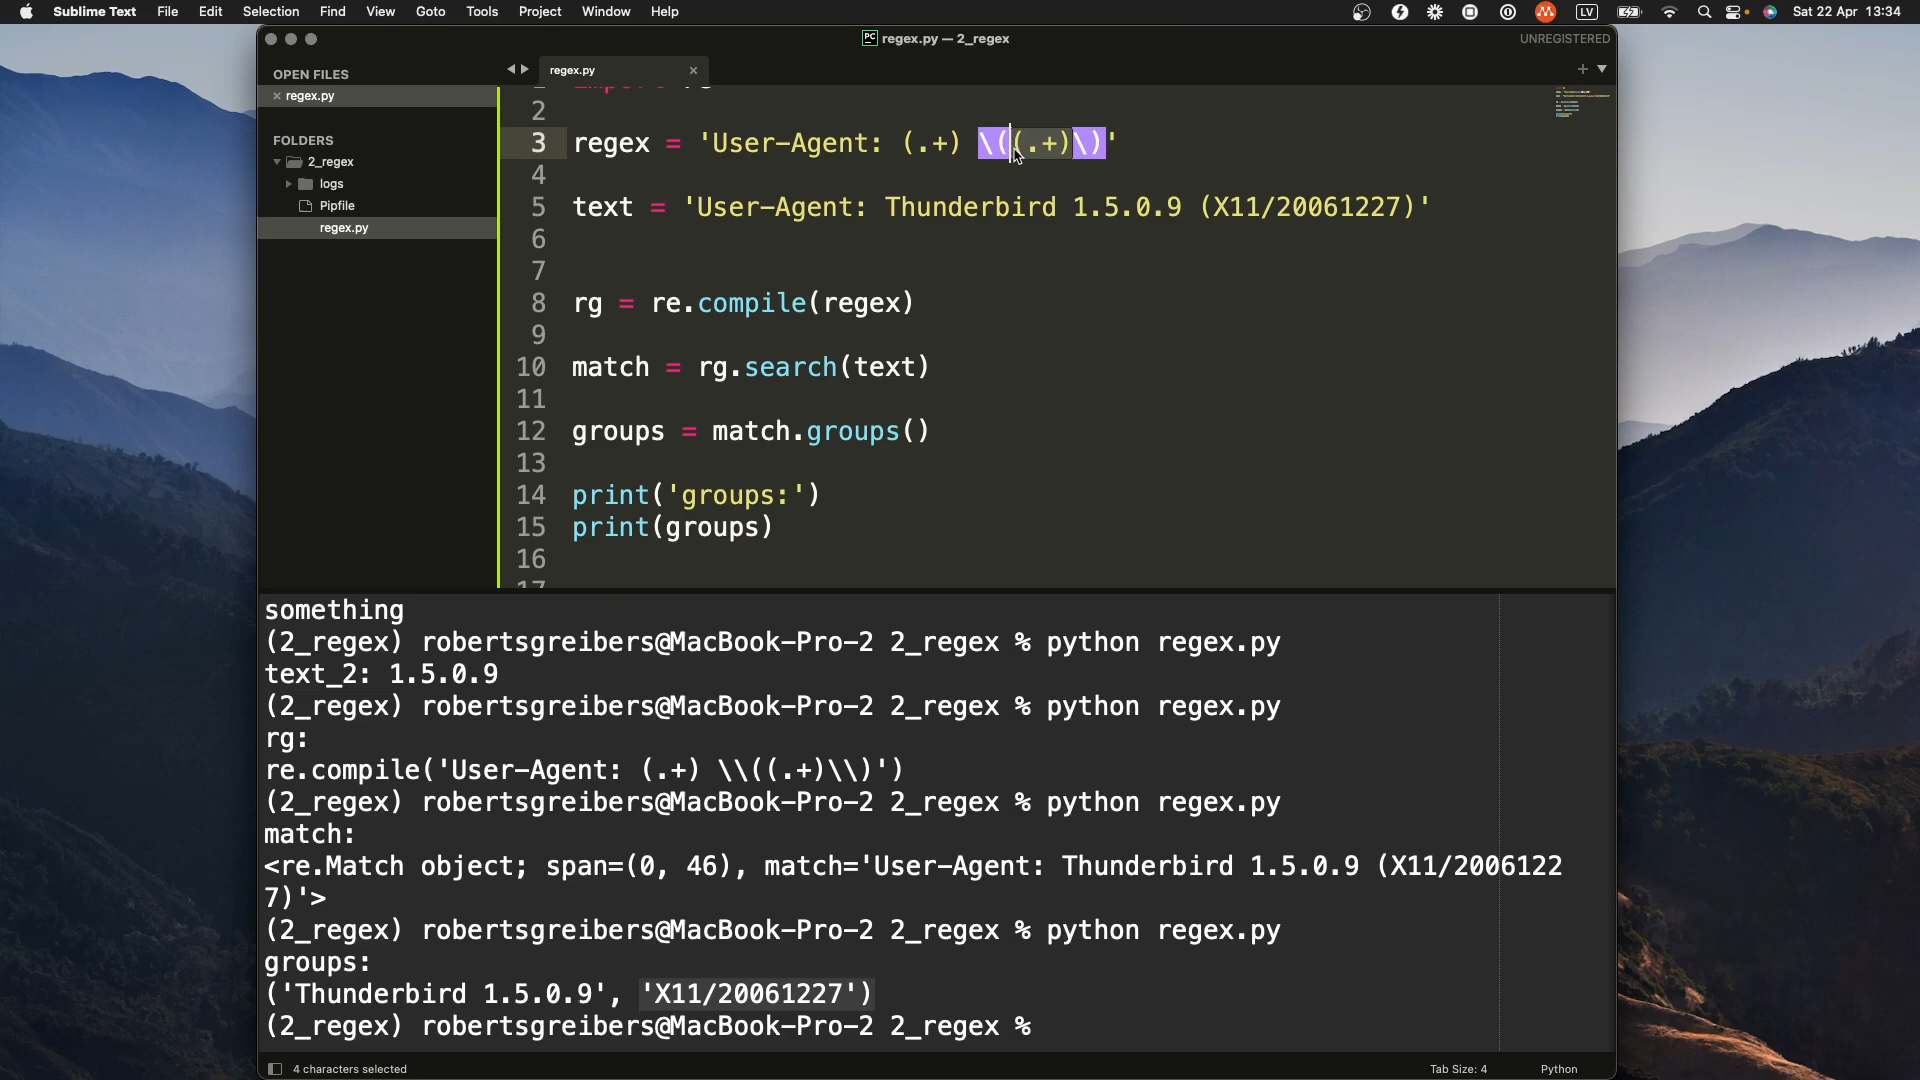 Sublime Text File Edit Selection Find View Goto Tools Project Window Help LV Sat 22 Apr 13:34
PC regex.py — 2_regex UNREGISTERED
OPEN FILES
× regex.py
FOLDERS
2_regex
logs
Pipfile
regex.py
regex.py ×
2
3 regex = 'User-Agent: (.+) \((.+)\)'
4
5 text = 'User-Agent: Thunderbird 1.5.0.9 (X11/20061227)'
6
7
8 rg = re.compile(regex)
9
10 match = rg.search(text)
11
12 groups = match.groups()
13
14 print('groups:')
15 print(groups)
16
17
something
(2_regex) robertsgreibers@MacBook-Pro-2 2_regex % python regex.py
text_2: 1.5.0.9
(2_regex) robertsgreibers@MacBook-Pro-2 2_regex % python regex.py
rg:
re.compile('User-Agent: (.+) \\((.+)\\)')
(2_regex) robertsgreibers@MacBook-Pro-2 2_regex % python regex.py
match:
<re.Match object; span=(0, 46), match='User-Agent: Thunderbird 1.5.0.9 (X11/2006122
7)'>
(2_regex) robertsgreibers@MacBook-Pro-2 2_regex % python regex.py
groups:
('Thunderbird 1.5.0.9', 'X11/20061227')
(2_regex) robertsgreibers@MacBook-Pro-2 2_regex %
4 characters selected Tab Size: 4 Python